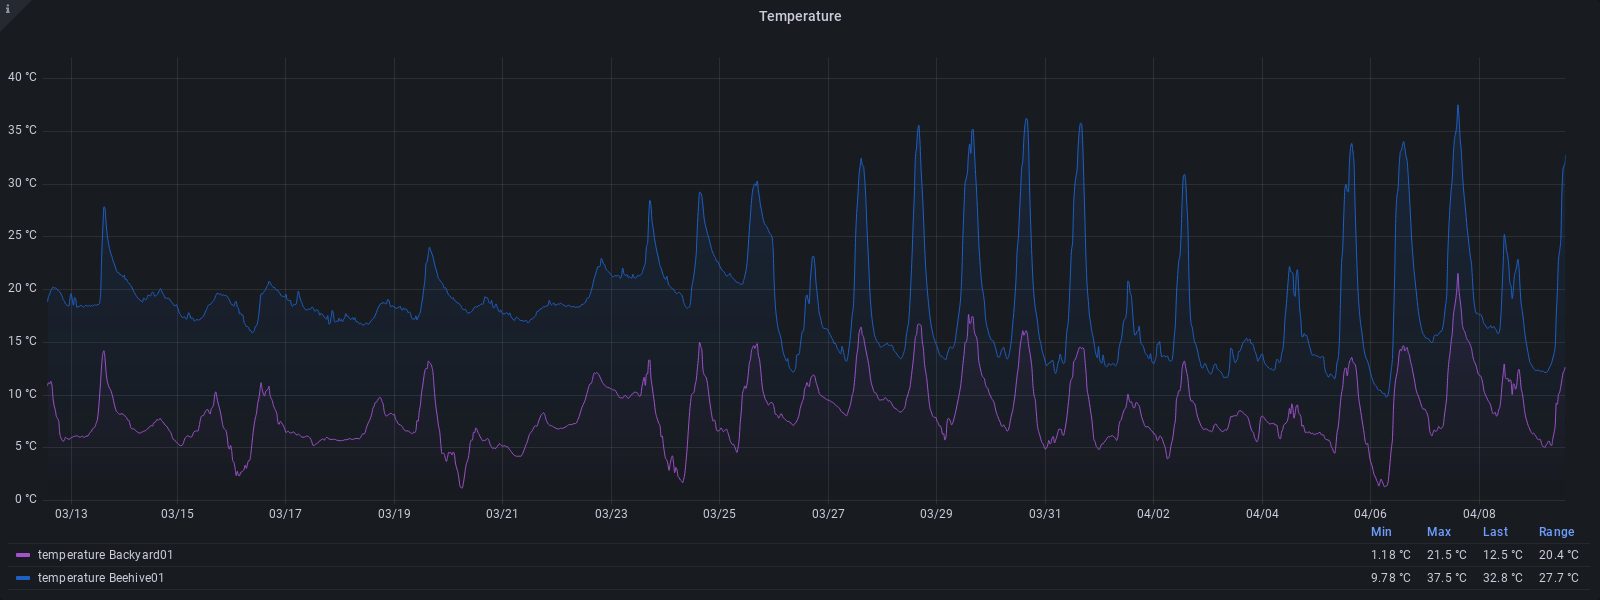 i
Temperature
40 °C
35 °C
30 °C
25 °C
20 °C
15 °C
10 °C
5 °C
0 °C
03/13 03/15 03/17 03/19 03/21 03/23 03/25 03/27 03/29 03/31 04/02 04/04 04/06 04/08
Min Max Last Range
temperature Backyard01 1.18 °C 21.5 °C 12.5 °C 20.4 °C
temperature Beehive01 9.78 °C 37.5 °C 32.8 °C 27.7 °C